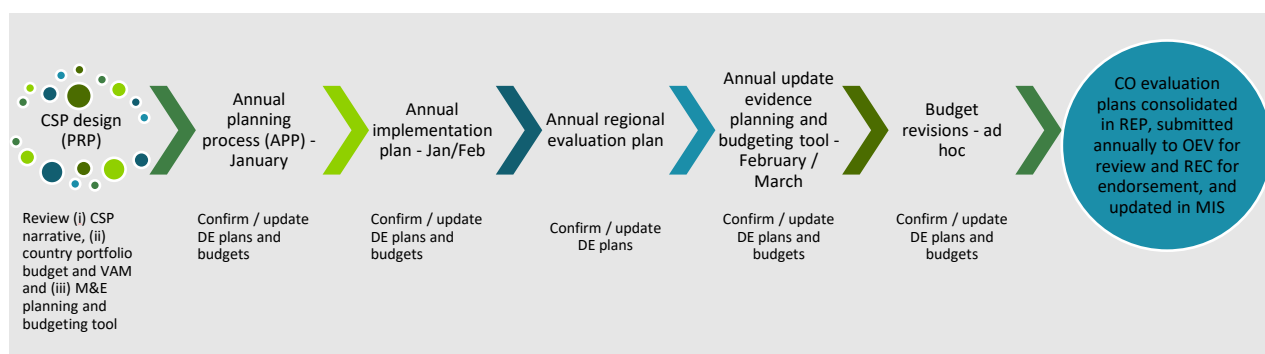 CSP design
(PRP)
Review (i) CSP
narrative, (ii)
country portfolio
budget and VAM
and (iii) M&E
planning and
budgeting tool
Annual
planning
process (APP) -
January
Confirm / update
DE plans and
budgets
Annual
implementation
plan - Jan/Feb
Confirm / update
DE plans and
budgets
Annual regional
evaluation plan
Confirm / update
DE plans
Annual update
evidence
planning and
budgeting tool -
February /
March
Confirm / update
DE plans and
budgets
Budget
revisions - ad
hoc
Confirm / update
DE plans and
budgets
CO evaluation
plans consolidated
in REP, submitted
annually to OEV for
review and REC for
endorsement, and
updated in MIS